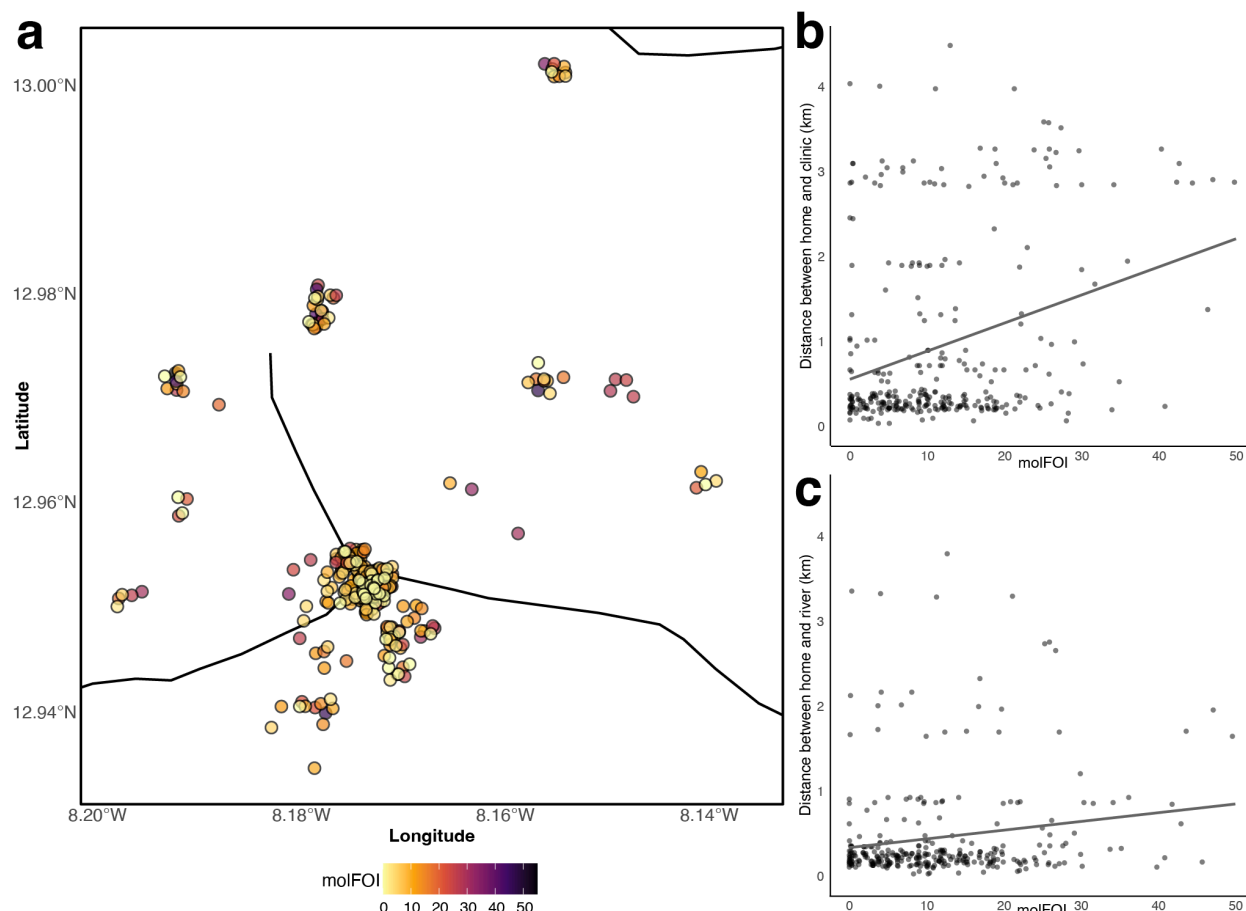 a
13.00°N
12.98°N
12.96°N
12.94°N
Latitude
8.20°W 8.18°W 8.16°W 8.14°W
Longitude
molFOI
0 10 20 30 40 50
b
Distance between home and clinic (km)
4
3
2
1
0
0 10 20 30 40 50
molFOI
c
Distance between home and river (km)
4
3
2
1
0
0 10 20 30 40 50
molFOI